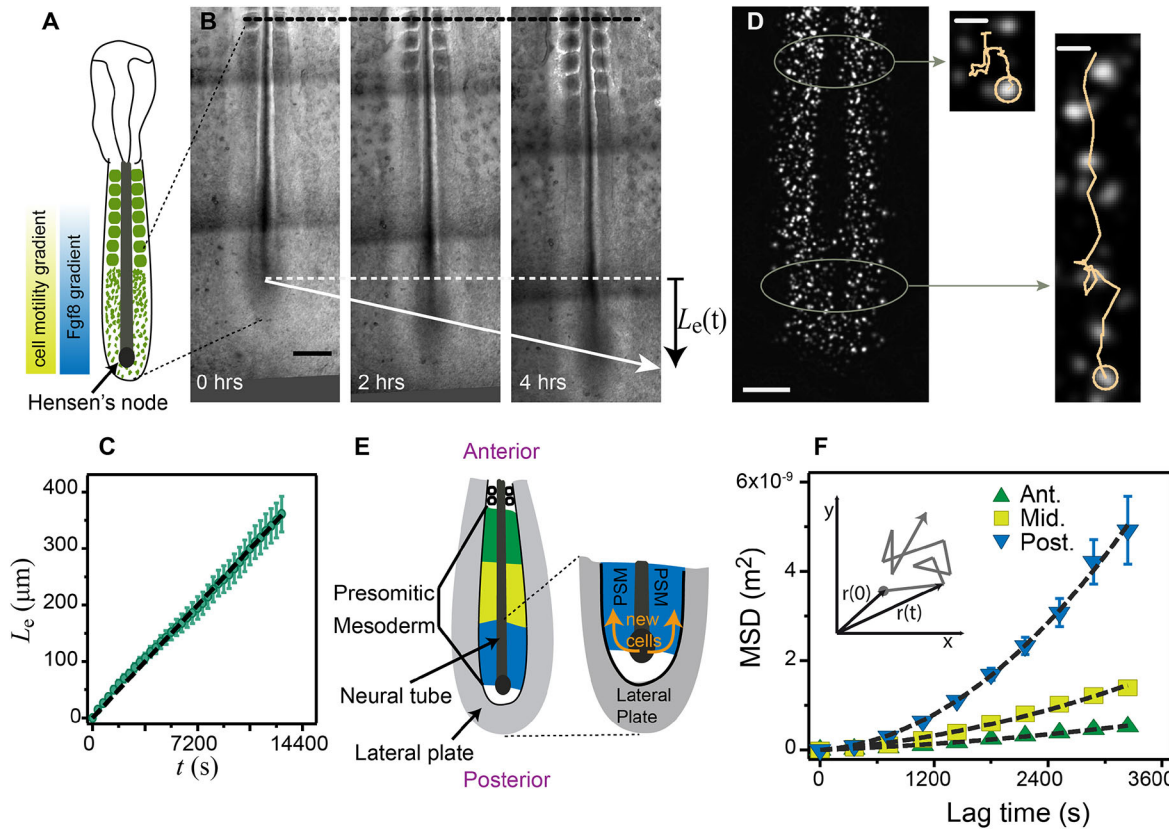 A
cell motility gradient
Fgf8 gradient
Hensen's node
B
0 hrs
2 hrs
4 hrs
Le(t)
D
C
400
300
200
100
0
Le (μm)
0
7200
14400
t (s)
E
Anterior
Presomitic
Mesoderm
Neural tube
Lateral plate
Posterior
PSM
PSM
new
cells
Lateral
Plate
F
6x10⁻⁹
4
2
0
MSD (m²)
Ant.
Mid.
Post.
y
r(0)
r(t)
x
0
1200
2400
3600
Lag time (s)